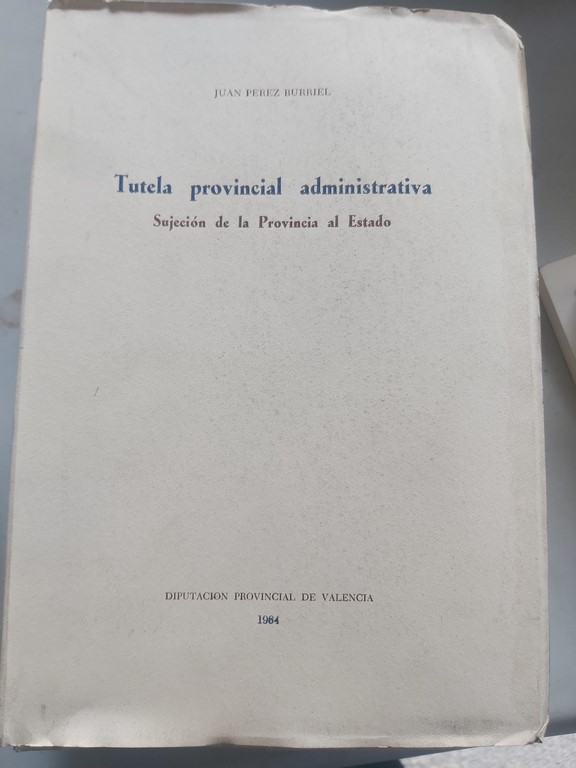 JUAN PEREZ BURRIEL
Tutela provincial administrativa
Sujeción de la Provincia al Estado
DIPUTACION PROVINCIAL DE VALENCIA
1964